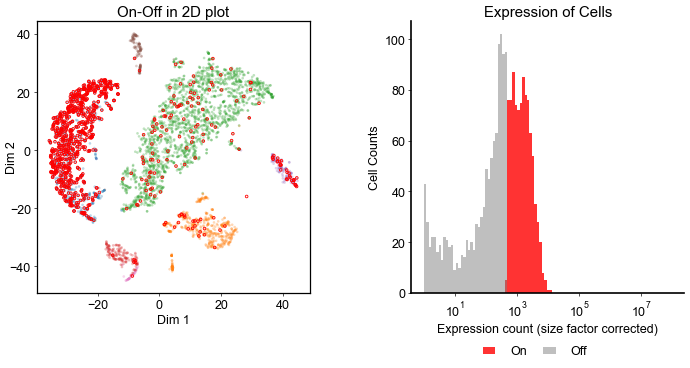 On-Off in 2D plot
40
20
0
−20
−40
Dim 2
−20
0
20
40
Dim 1
Expression of Cells
100
80
60
40
20
0
Cell Counts
10^1
10^3
10^5
10^7
Expression count (size factor corrected)
On
Off